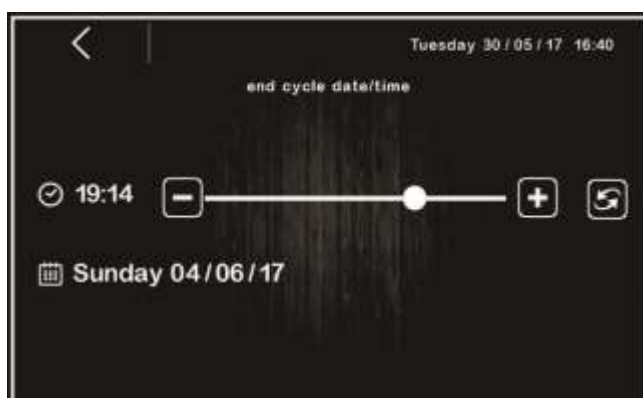 Tuesday 30 / 05 / 17 16:40
end cycle date/time
19:14
Sunday 04 / 06 / 17